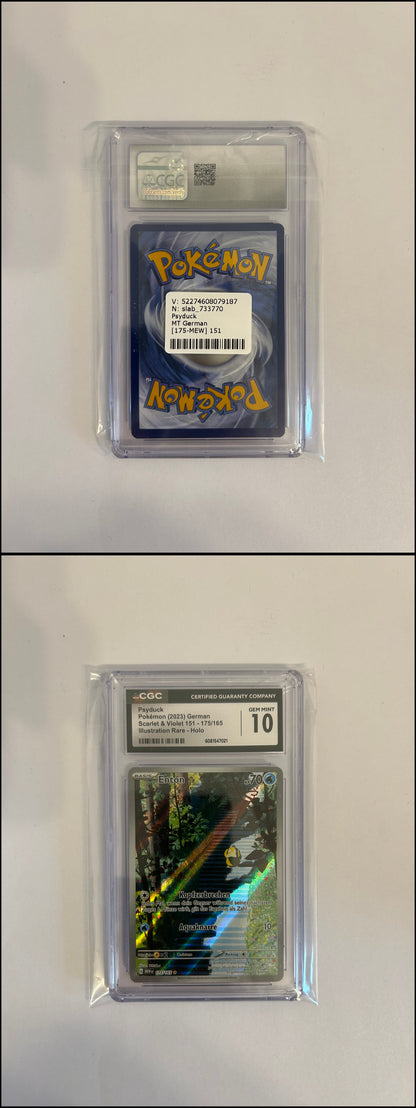 CGC
POKÉMON
V: 52274608079187
N: slab_733770
Psyduck
MT German
[175-MEW] 151
POKÉMON
CGC
CERTIFIED GUARANTY COMPANY
Psyduck
Pokémon (2023) German
Scarlet & Violet 151 - 175/165
Illustration Rare - Holo
GEM MINT
10
6081547021
BASIC Enton 70
Kopfzerbrechen
Aquaknarre 10